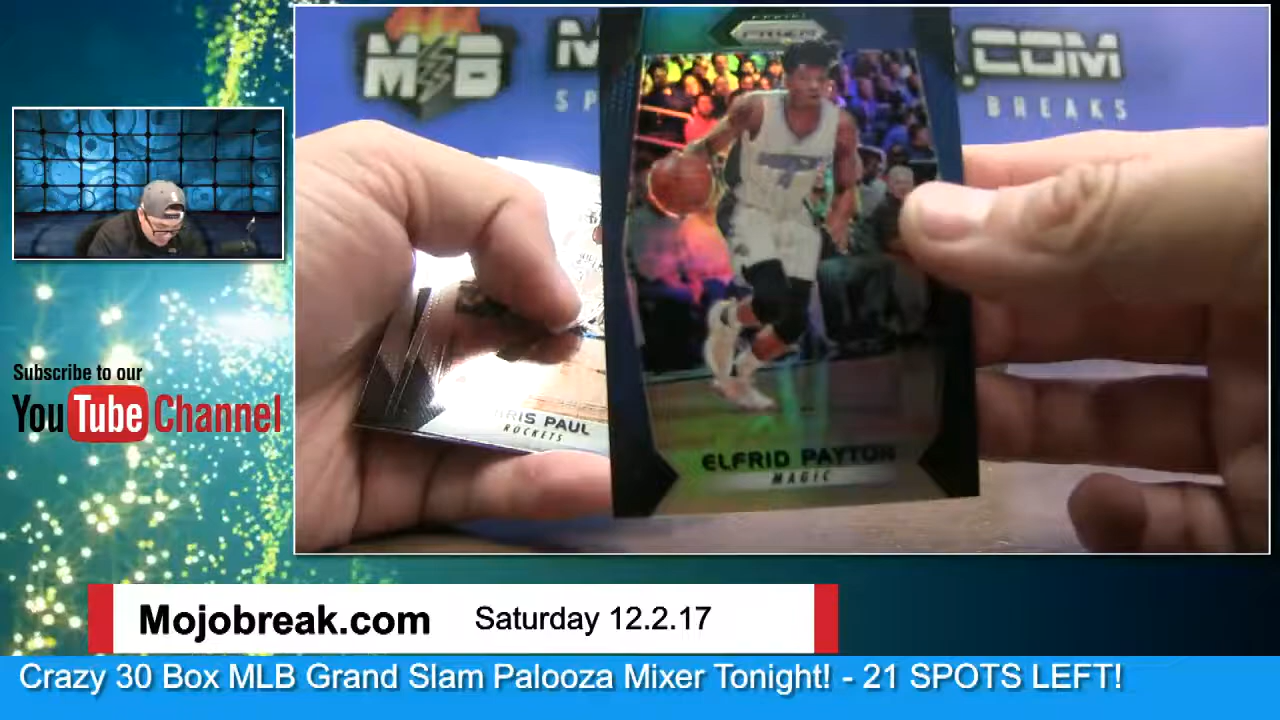 MB
.COM
BREAKS
PRIZM
ELFRID PAYTON
MAGIC
RIS PAUL
ROCKETS
Subscribe to our
YouTube Channel
Mojobreak.com Saturday 12.2.17
Crazy 30 Box MLB Grand Slam Palooza Mixer Tonight! - 21 SPOTS LEFT!